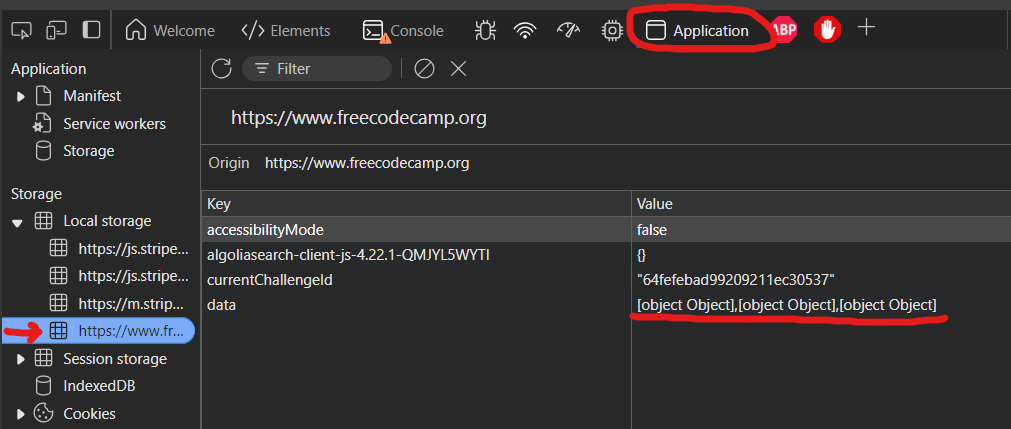 Welcome Elements Console Application ABP
Filter
Application
Manifest
Service workers
Storage
Storage
Local storage
https://js.stripe...
https://js.stripe...
https://m.strip...
https://www.fr...
Session storage
IndexedDB
Cookies
https://www.freecodecamp.org
Origin https://www.freecodecamp.org
Key Value
accessibilityMode false
algoliasearch-client-js-4.22.1-QMJYL5WYTI {}
currentChallengeId "64fefebad99209211ec30537"
data [object Object],[object Object],[object Object]